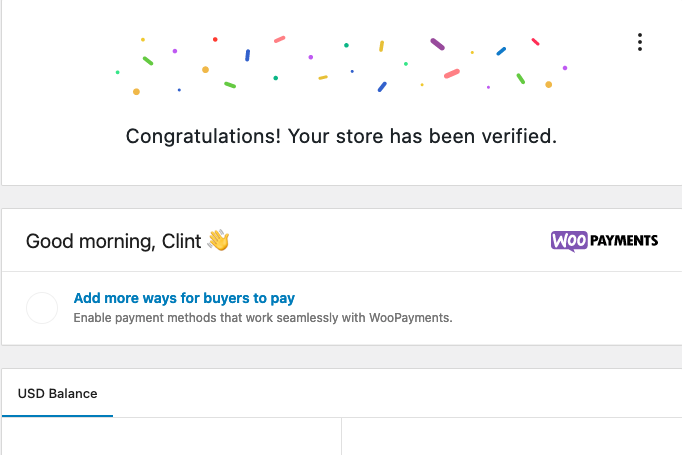 Congratulations! Your store has been verified.
Good morning, Clint 👋
WOO PAYMENTS
Add more ways for buyers to pay
Enable payment methods that work seamlessly with WooPayments.
USD Balance